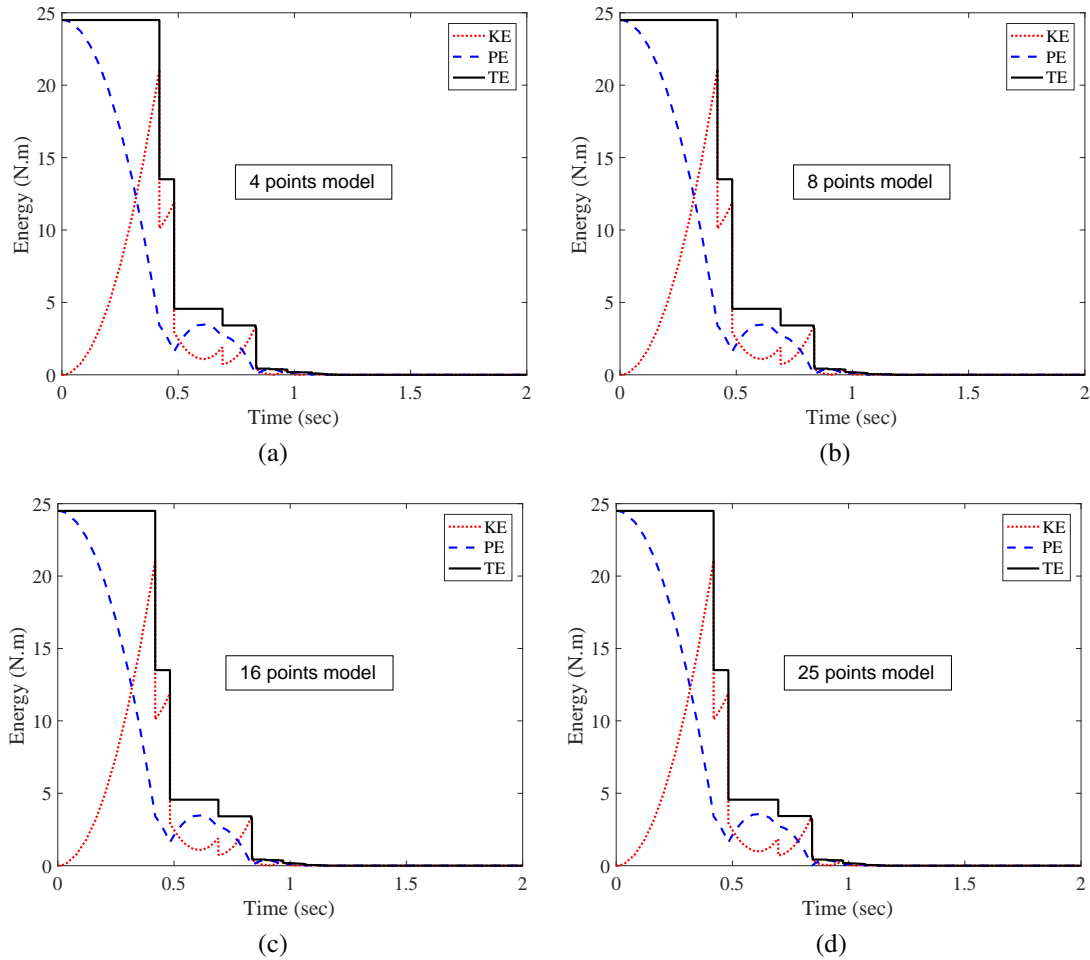 25
20
15
10
5
0
Energy (N.m)
KE
PE
TE
4 points model
0 0.5 1 1.5 2
Time (sec)
(a)
25
20
15
10
5
0
Energy (N.m)
KE
PE
TE
8 points model
0 0.5 1 1.5 2
Time (sec)
(b)
25
20
15
10
5
0
Energy (N.m)
KE
PE
TE
16 points model
0 0.5 1 1.5 2
Time (sec)
(c)
25
20
15
10
5
0
Energy (N.m)
KE
PE
TE
25 points model
0 0.5 1 1.5 2
Time (sec)
(d)